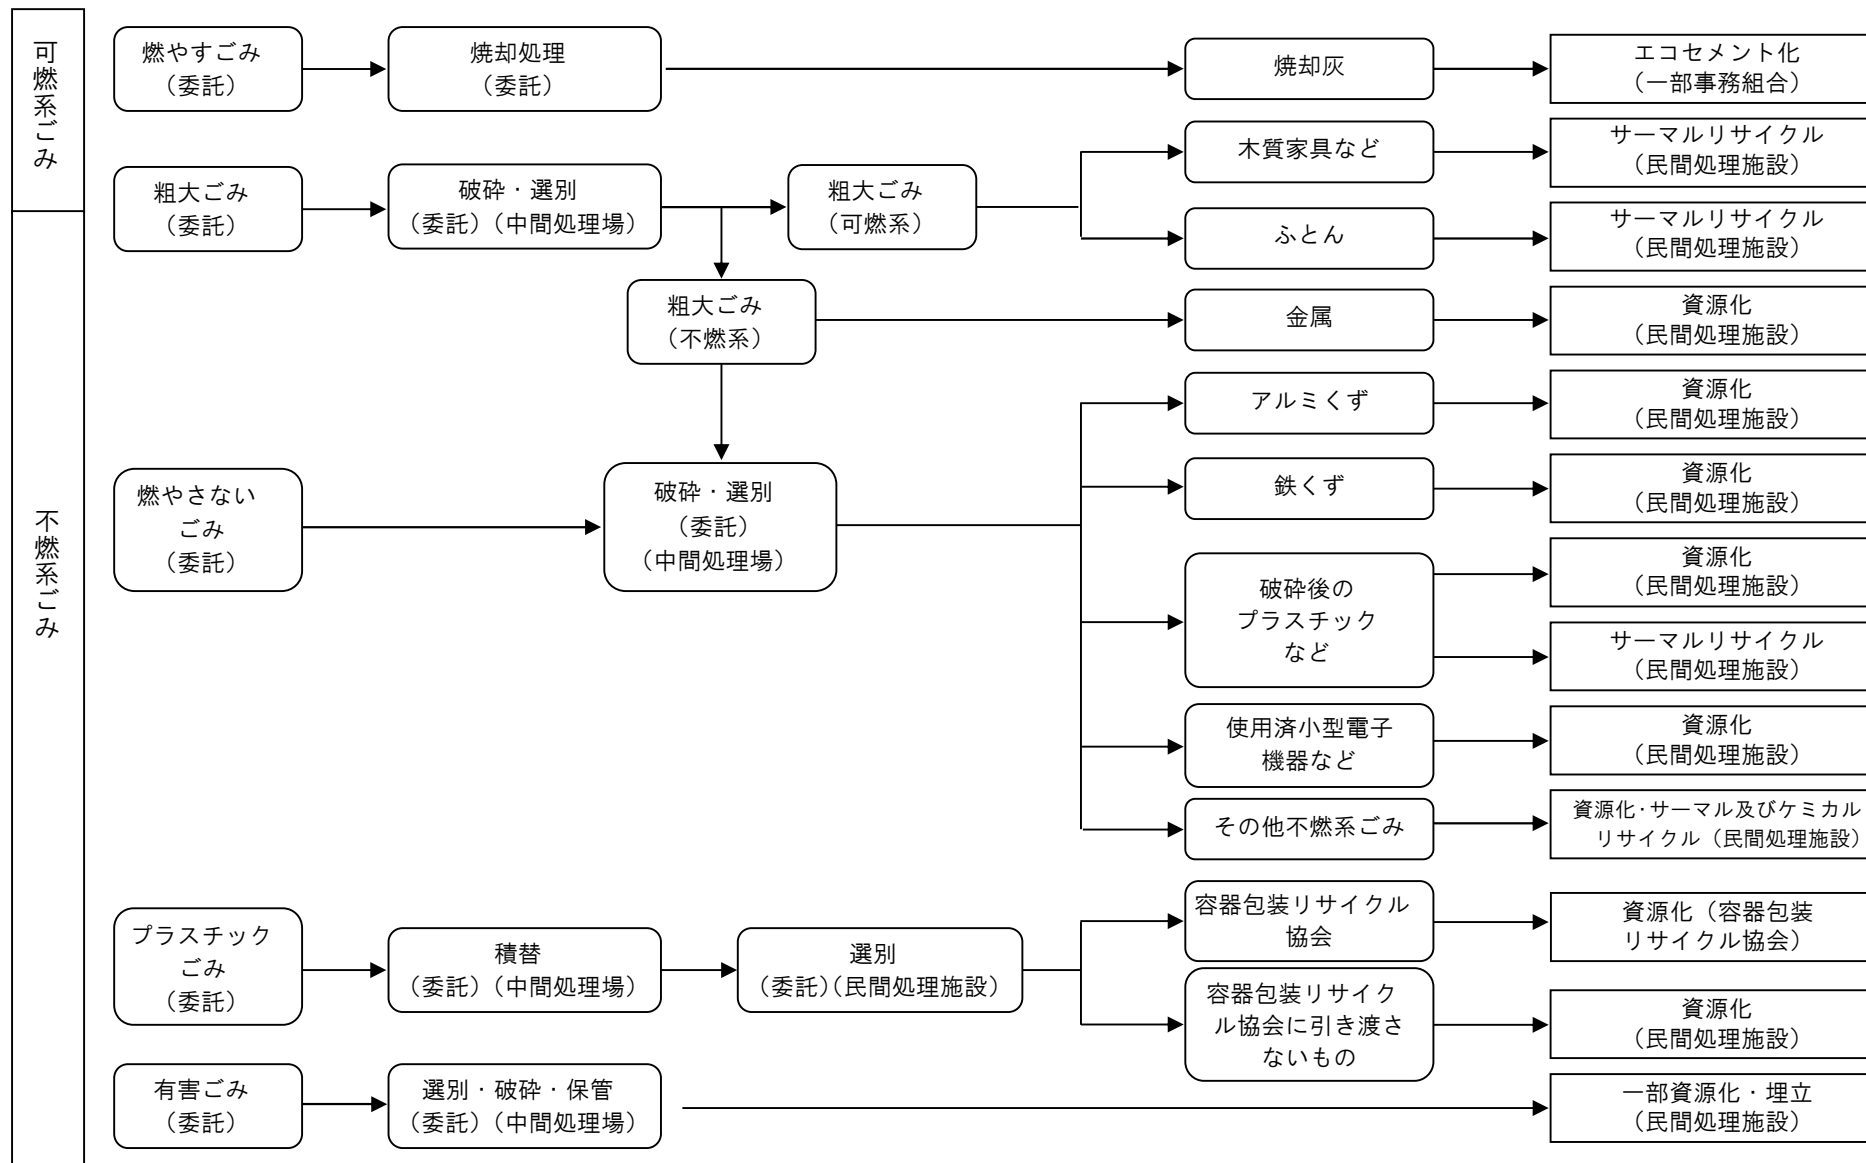 可燃系ごみ
燃やすごみ
（委託）
焼却処理
（委託）
焼却灰
エコセメント化
（一部事務組合）
粗大ごみ
（委託）
破砕・選別
（委託）（中間処理場）
粗大ごみ
（可燃系）
木質家具など
サーマルリサイクル
（民間処理施設）
ふとん
サーマルリサイクル
（民間処理施設）
不燃系ごみ
粗大ごみ
（不燃系）
金属
資源化
（民間処理施設）
燃やさない
ごみ
（委託）
破砕・選別
（委託）
（中間処理場）
アルミくず
資源化
（民間処理施設）
鉄くず
資源化
（民間処理施設）
破砕後の
プラスチック
など
資源化
（民間処理施設）
サーマルリサイクル
（民間処理施設）
使用済小型電子
機器など
資源化
（民間処理施設）
その他不燃系ごみ
資源化・サーマル及びケミカル
リサイクル（民間処理施設）
プラスチック
ごみ
（委託）
積替
（委託）（中間処理場）
選別
（委託）（民間処理施設）
容器包装リサイクル
協会
資源化（容器包装
リサイクル協会）
容器包装リサイク
ル協会に引き渡さ
ないもの
資源化
（民間処理施設）
有害ごみ
（委託）
選別・破砕・保管
（委託）（中間処理場）
一部資源化・埋立
（民間処理施設）